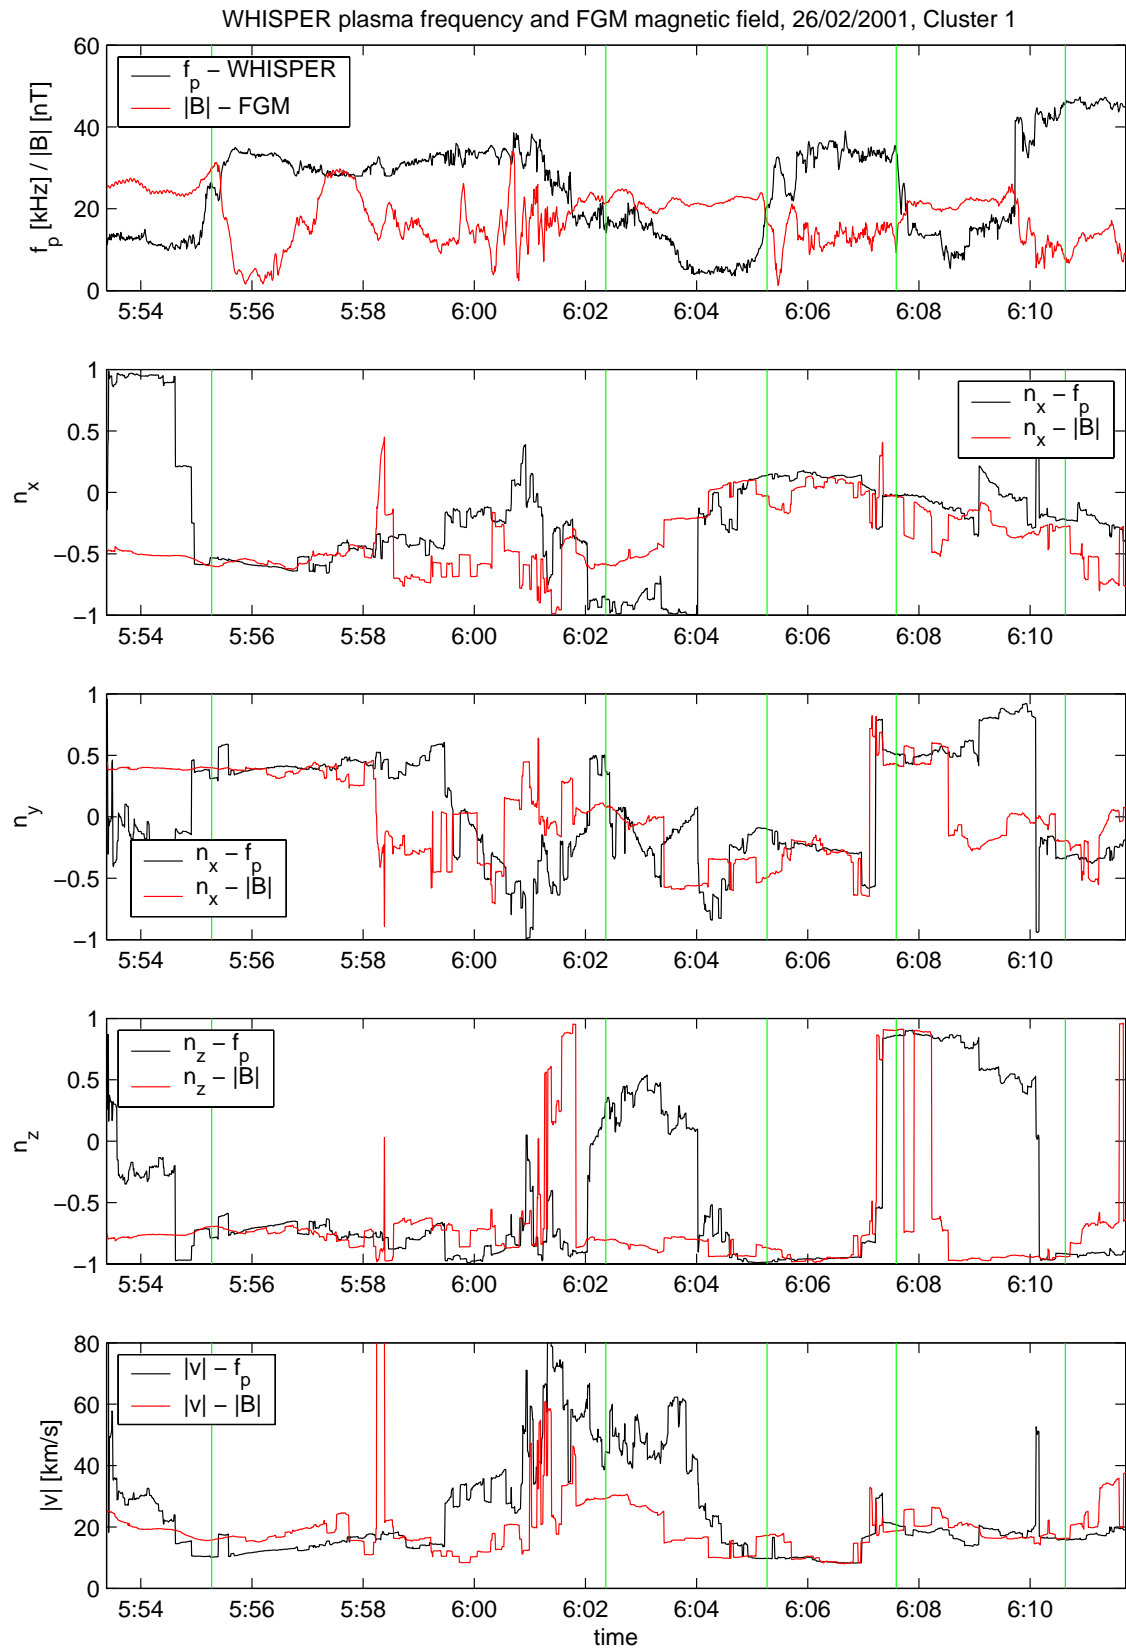 WHISPER plasma frequency and FGM magnetic field, 26/02/2001, Cluster 1
60
40
20
0
f_p [kHz] / |B| [nT]
f_p − WHISPER
|B| − FGM
5:54 5:56 5:58 6:00 6:02 6:04 6:06 6:08 6:10
1
0.5
0
−0.5
−1
n_x
n_x − f_p
n_x − |B|
5:54 5:56 5:58 6:00 6:02 6:04 6:06 6:08 6:10
1
0.5
0
−0.5
−1
n_y
n_x − f_p
n_x − |B|
5:54 5:56 5:58 6:00 6:02 6:04 6:06 6:08 6:10
1
0.5
0
−0.5
−1
n_z
n_z − f_p
n_z − |B|
5:54 5:56 5:58 6:00 6:02 6:04 6:06 6:08 6:10
80
60
40
20
0
|v| [km/s]
|v| − f_p
|v| − |B|
5:54 5:56 5:58 6:00 6:02 6:04 6:06 6:08 6:10
time